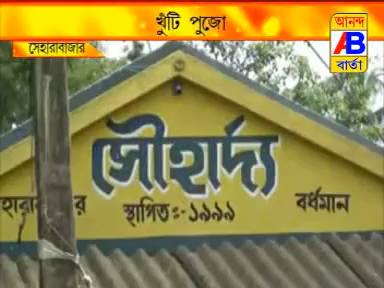 খুঁটি পুজো
আনন্দ
AB
বার্তা
সেহারাবাজার
সৌহার্দ্য
স্থাগিত :- ১৯৯৯
বর্ধমান